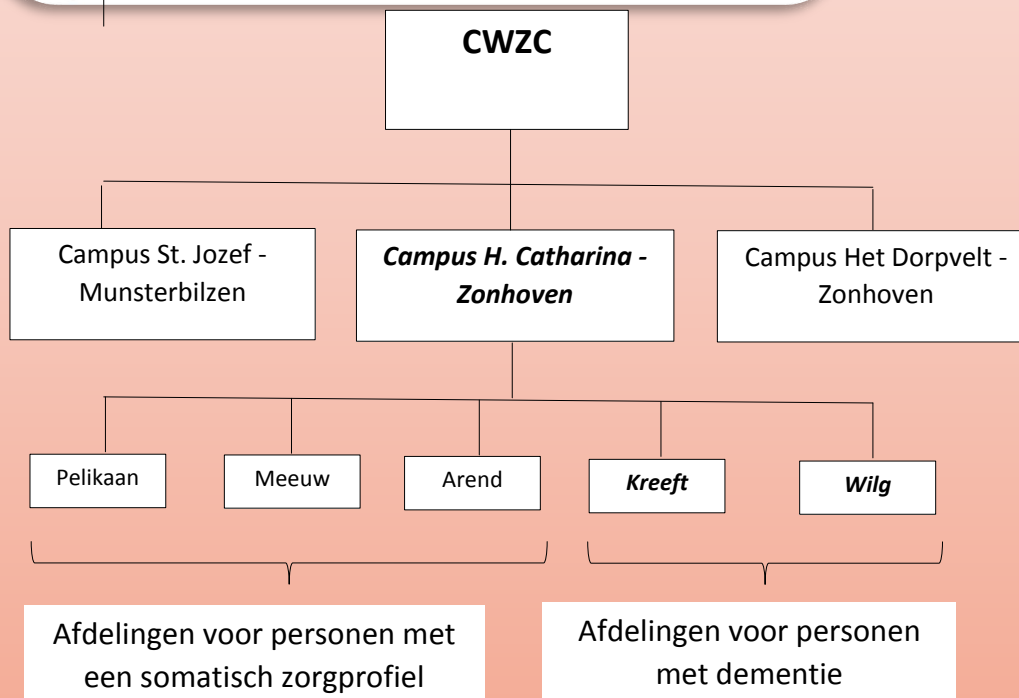 CWZC
Campus St. Jozef -
Munsterbilzen
Campus H. Catharina -
Zonhoven
Campus Het Dorpvelt -
Zonhoven
Pelikaan
Meeuw
Arend
Kreeft
Wilg
Afdelingen voor personen met
een somatisch zorgprofiel
Afdelingen voor personen
met dementie